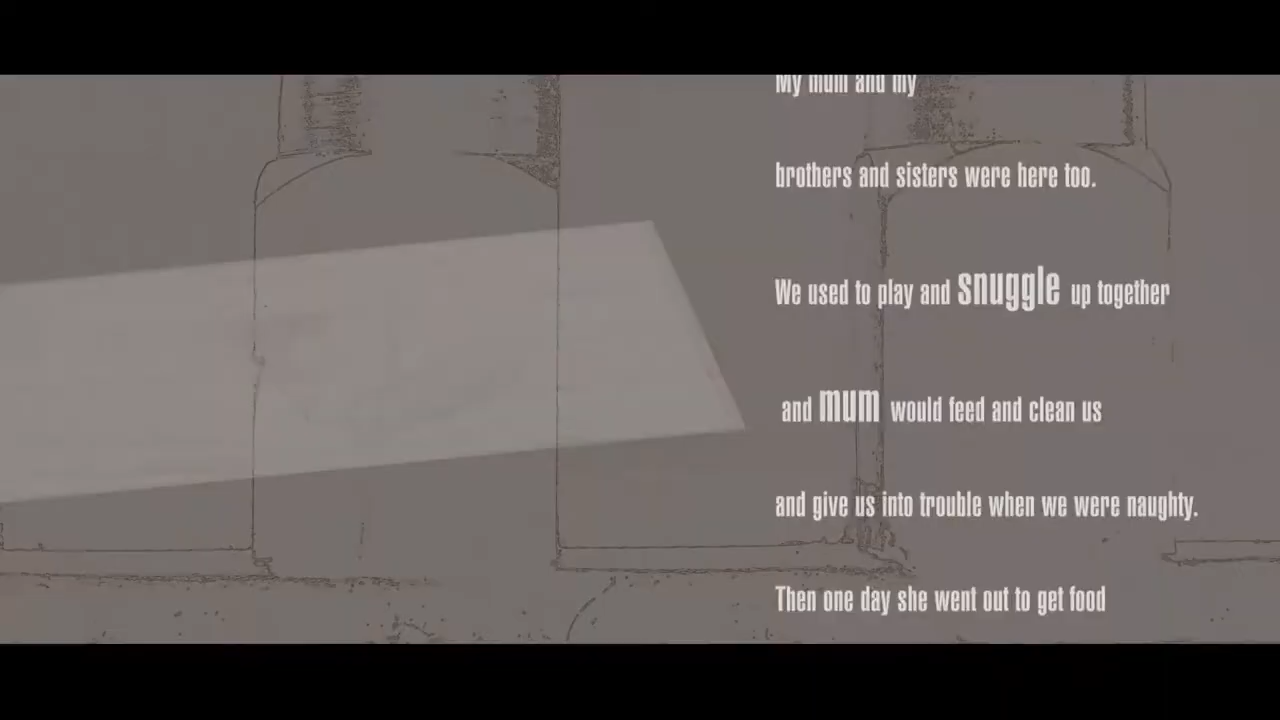 My mum and my
brothers and sisters were here too.
We used to play and snuggle up together
and mum would feed and clean us
and give us into trouble when we were naughty.
Then one day she went out to get food